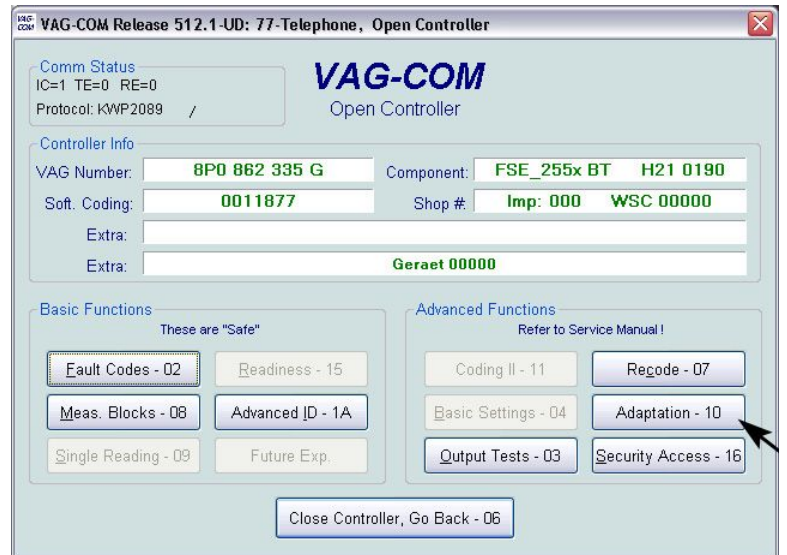 VAG-COM VAG-COM Release 512.1-UD: 77-Telephone, Open Controller
Comm Status
IC=1 TE=0 RE=0
Protocol: KWP2089 /
VAG-COM
Open Controller
Controller Info
VAG Number: 8P0 862 335 G Component: FSE_255x BT H21 0190
Soft. Coding: 0011877 Shop #: Imp: 000 WSC 00000
Extra:
Extra: Geraet 00000
Basic Functions
These are "Safe"
Fault Codes - 02
Readiness - 15
Meas. Blocks - 08
Advanced ID - 1A
Single Reading - 09
Future Exp.
Advanced Functions
Refer to Service Manual !
Coding II - 11
Recode - 07
Basic Settings - 04
Adaptation - 10
Output Tests - 03
Security Access - 16
Close Controller, Go Back - 06